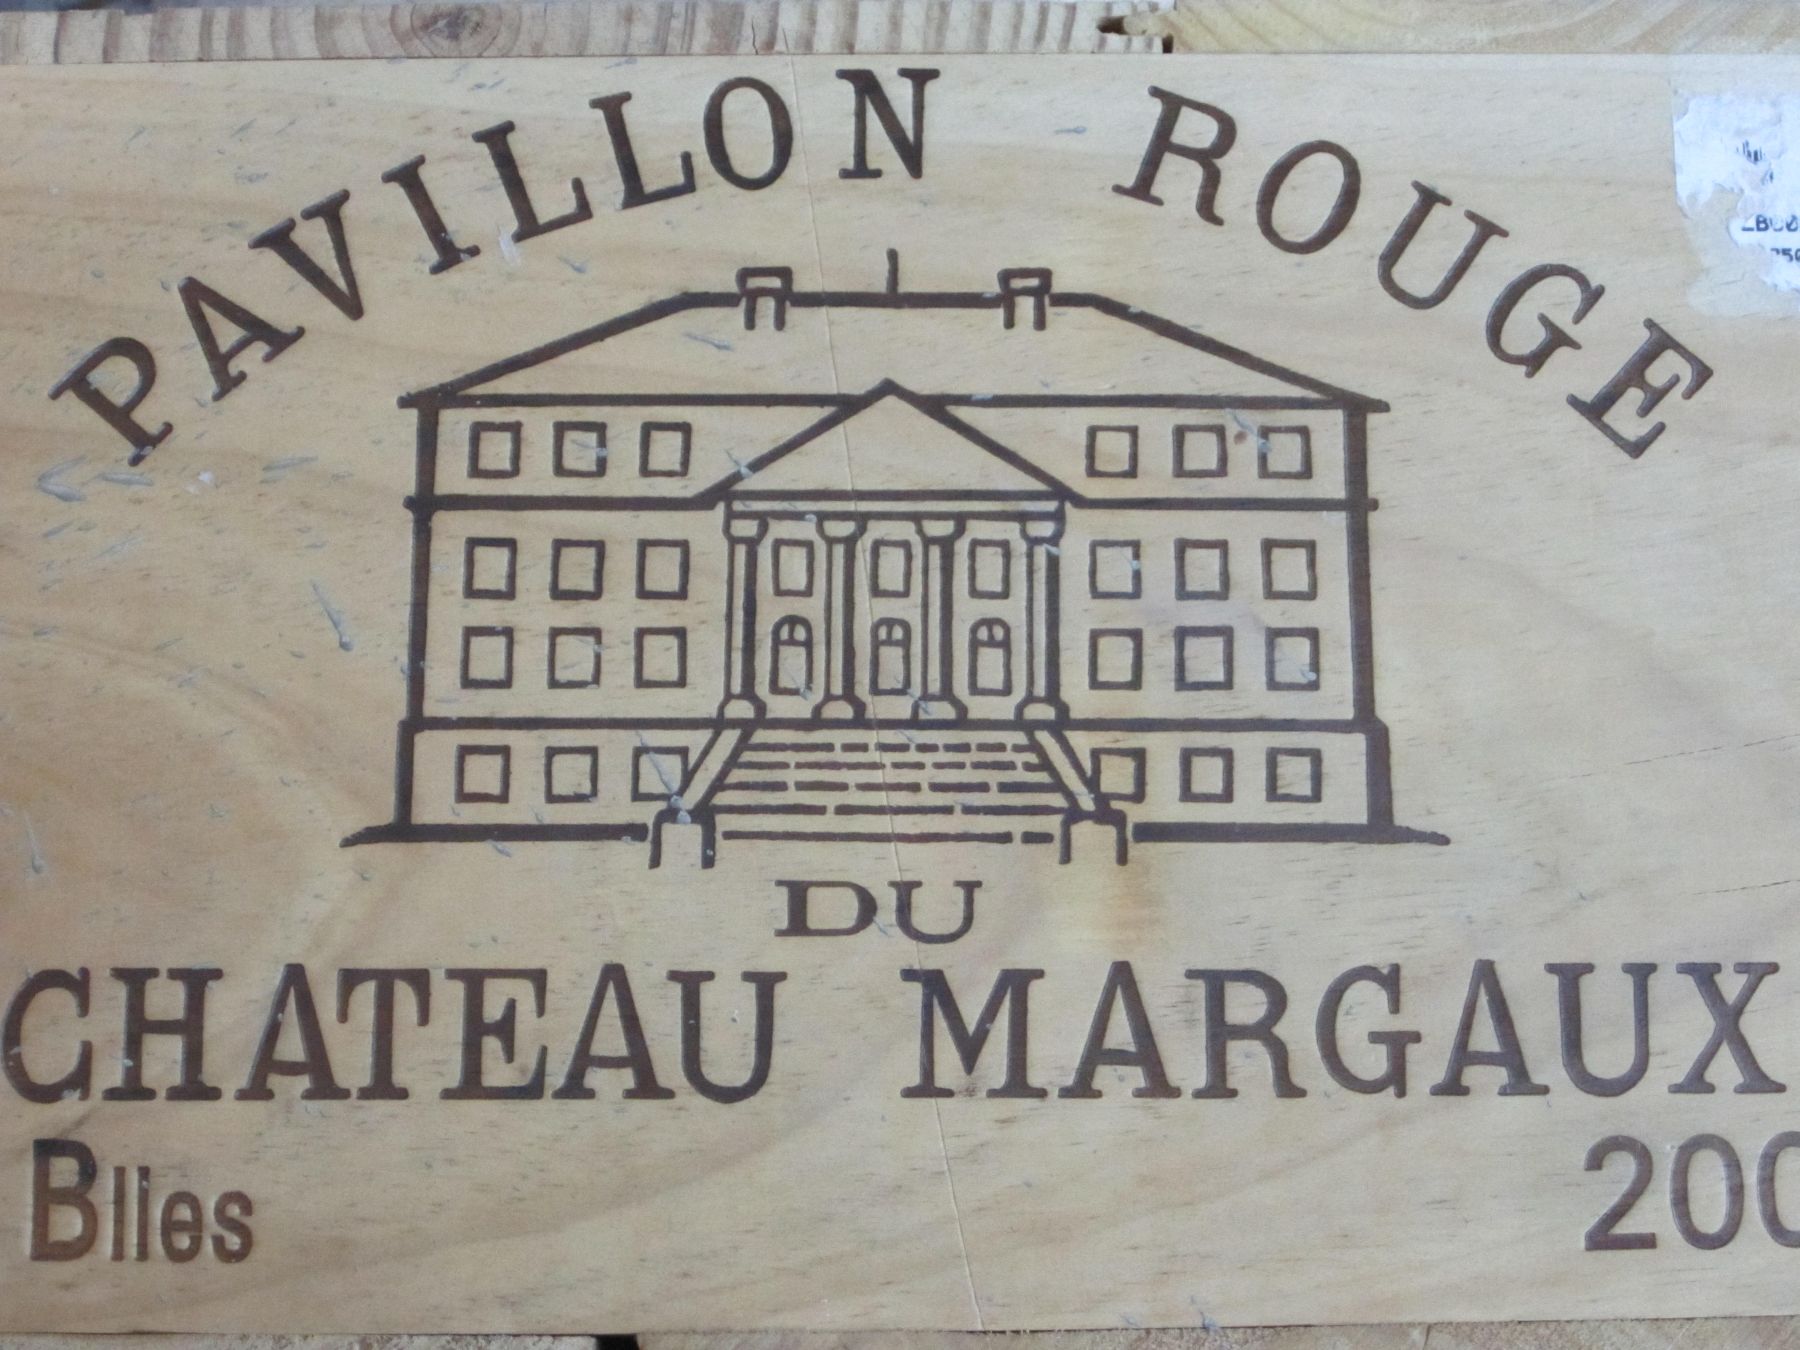 PAVILLON ROUGE
DU
CHATEAU MARGAUX
Blles 200